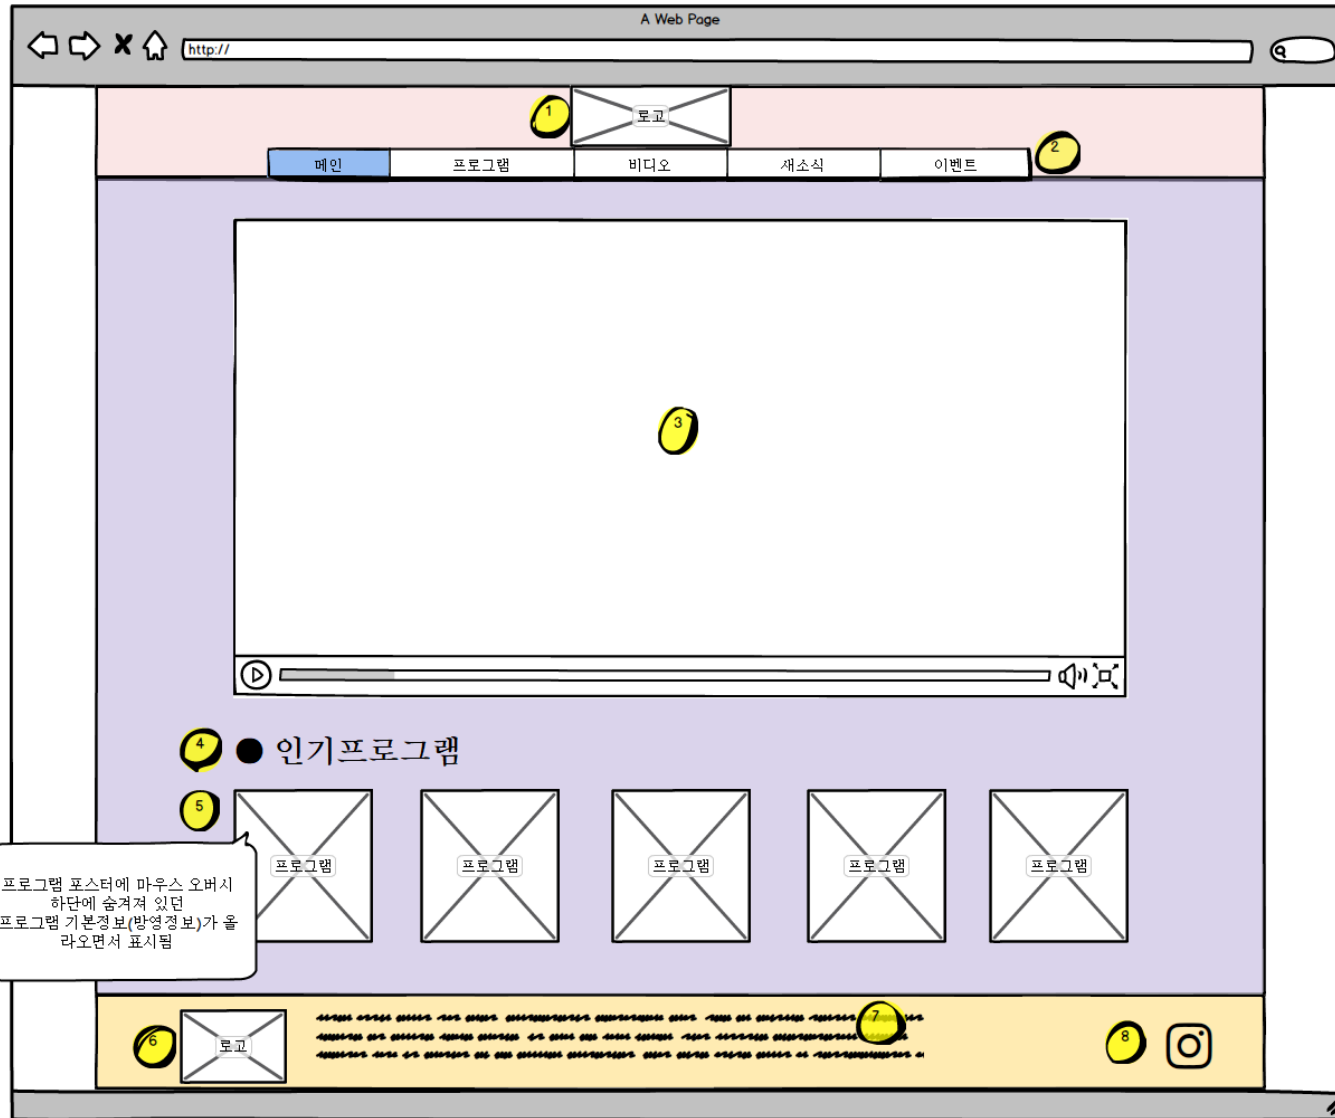 A Web Page
http://
1
로고
2
메인 프로그램 비디오 새소식 이벤트
3
4 ● 인기프로그램
5
프로그램 프로그램 프로그램 프로그램 프로그램
프로그램 포스터에 마우스 오버시
하단에 숨겨져 있던
프로그램 기본정보(방영정보)가 올
라오면서 표시됨
6 로고
7
8